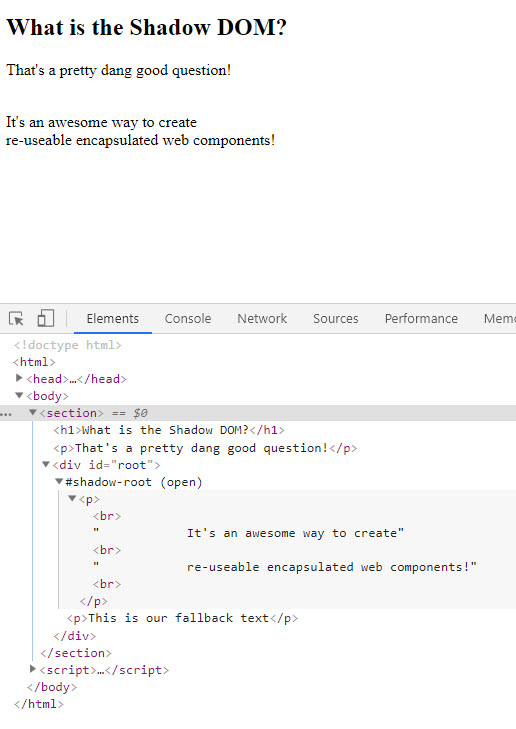 What is the Shadow DOM?
That's a pretty dang good question!
It's an awesome way to create
re-useable encapsulated web components!
Elements Console Network Sources Performance Memo
<!doctype html>
<html>
<head>…</head>
<body>
… <section> == $0
<h1>What is the Shadow DOM?</h1>
<p>That's a pretty dang good question!</p>
<div id="root">
#shadow-root (open)
<p>
<br>
" It's an awesome way to create"
<br>
" re-useable encapsulated web components!"
<br>
</p>
<p>This is our fallback text</p>
</div>
</section>
<script>…</script>
</body>
</html>